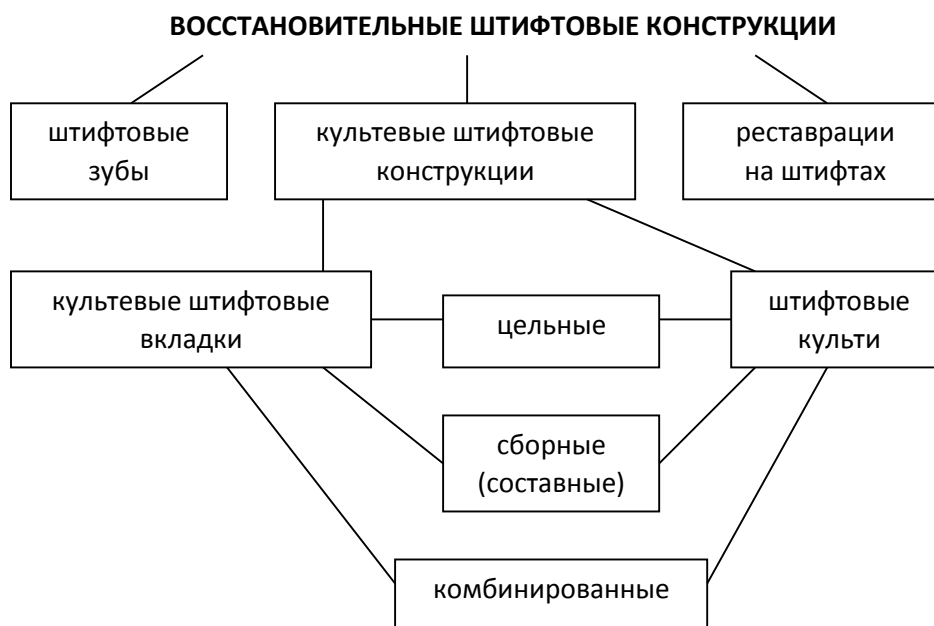 ВОССТАНОВИТЕЛЬНЫЕ ШТИФТОВЫЕ КОНСТРУКЦИИ
штифтовые
зубы
культевые штифтовые
конструкции
реставрации
на штифтах
культевые штифтовые
вкладки
цельные
штифтовые
культи
сборные
(составные)
комбинированные